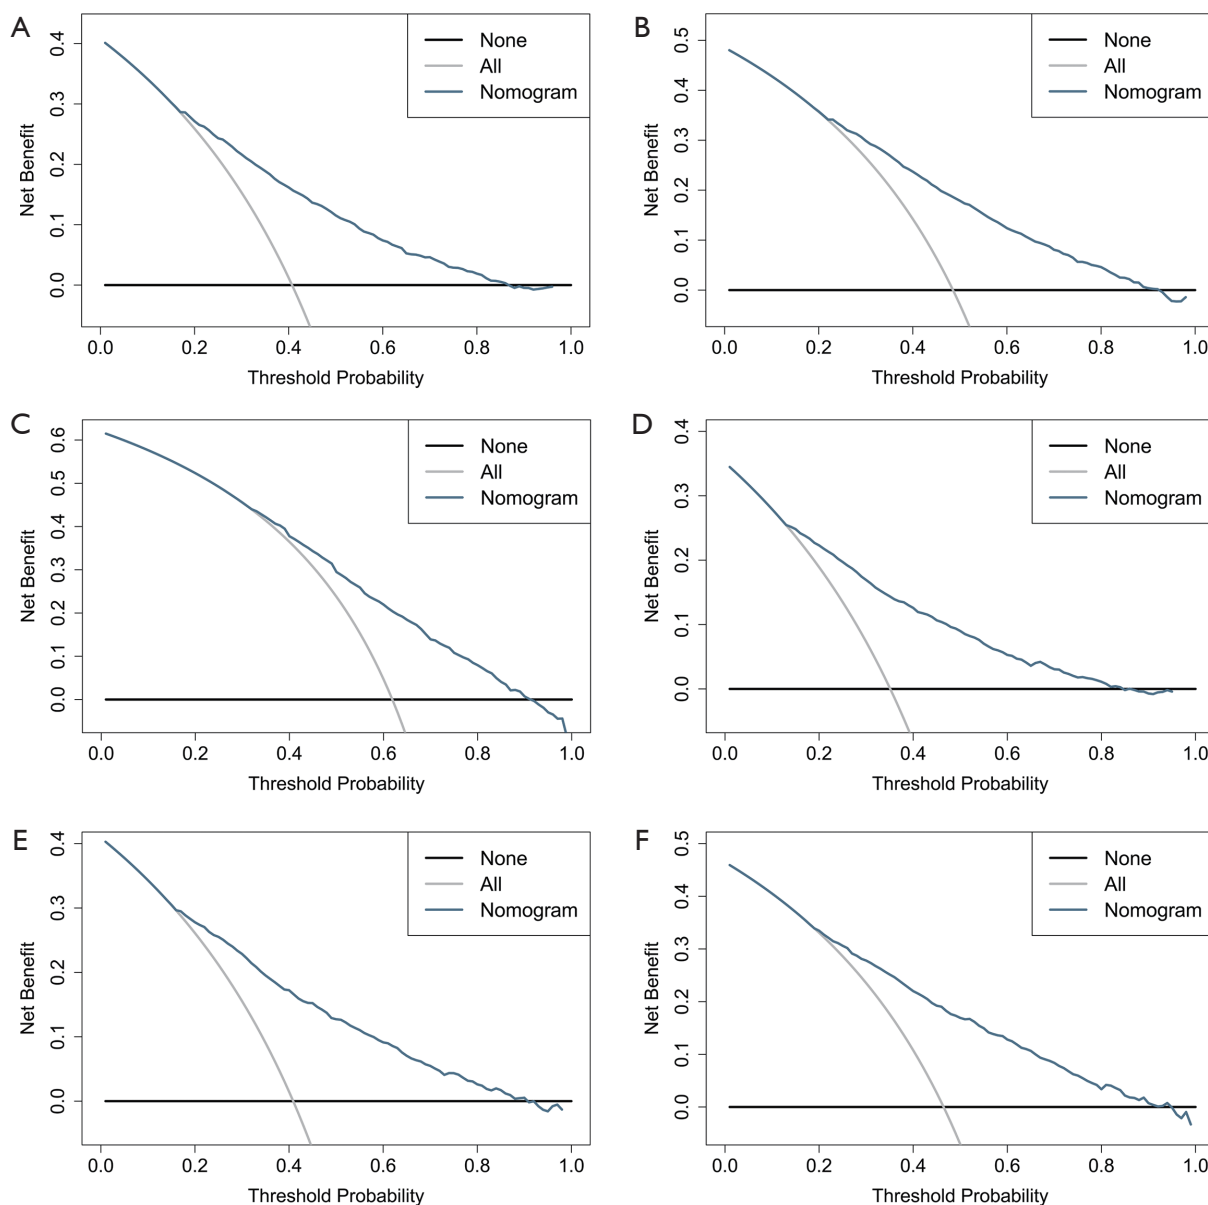 A
None
All
Nomogram
Net Benefit
0.0 0.1 0.2 0.3 0.4
0.0 0.2 0.4 0.6 0.8 1.0
Threshold Probability
B
None
All
Nomogram
Net Benefit
0.0 0.1 0.2 0.3 0.4 0.5
0.0 0.2 0.4 0.6 0.8 1.0
Threshold Probability
C
None
All
Nomogram
Net Benefit
0.0 0.1 0.2 0.3 0.4 0.5 0.6
0.0 0.2 0.4 0.6 0.8 1.0
Threshold Probability
D
None
All
Nomogram
Net Benefit
0.0 0.1 0.2 0.3 0.4
0.0 0.2 0.4 0.6 0.8 1.0
Threshold Probability
E
None
All
Nomogram
Net Benefit
0.0 0.1 0.2 0.3 0.4
0.0 0.2 0.4 0.6 0.8 1.0
Threshold Probability
F
None
All
Nomogram
Net Benefit
0.0 0.1 0.2 0.3 0.4 0.5
0.0 0.2 0.4 0.6 0.8 1.0
Threshold Probability